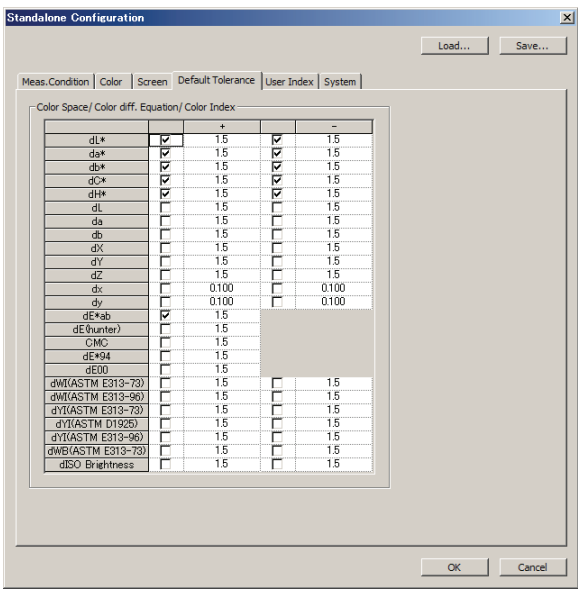 Standalone Configuration
Load... Save...
Meas.Condition Color Screen Default Tolerance User Index System
Color Space/ Color diff. Equation/ Color Index
+ −
dL* 1.5 1.5
da* 1.5 1.5
db* 1.5 1.5
dC* 1.5 1.5
dH* 1.5 1.5
dL 1.5 1.5
da 1.5 1.5
db 1.5 1.5
dX 1.5 1.5
dY 1.5 1.5
dZ 1.5 1.5
dx 0.100 0.100
dy 0.100 0.100
dE*ab 1.5
dE(hunter) 1.5
CMC 1.5
dE*94 1.5
dE00 1.5
dWI(ASTM E313-73) 1.5 1.5
dWI(ASTM E313-96) 1.5 1.5
dYI(ASTM E313-73) 1.5 1.5
dYI(ASTM D1925) 1.5 1.5
dYI(ASTM E313-96) 1.5 1.5
dWB(ASTM E313-73) 1.5 1.5
dISO Brightness 1.5 1.5
OK Cancel